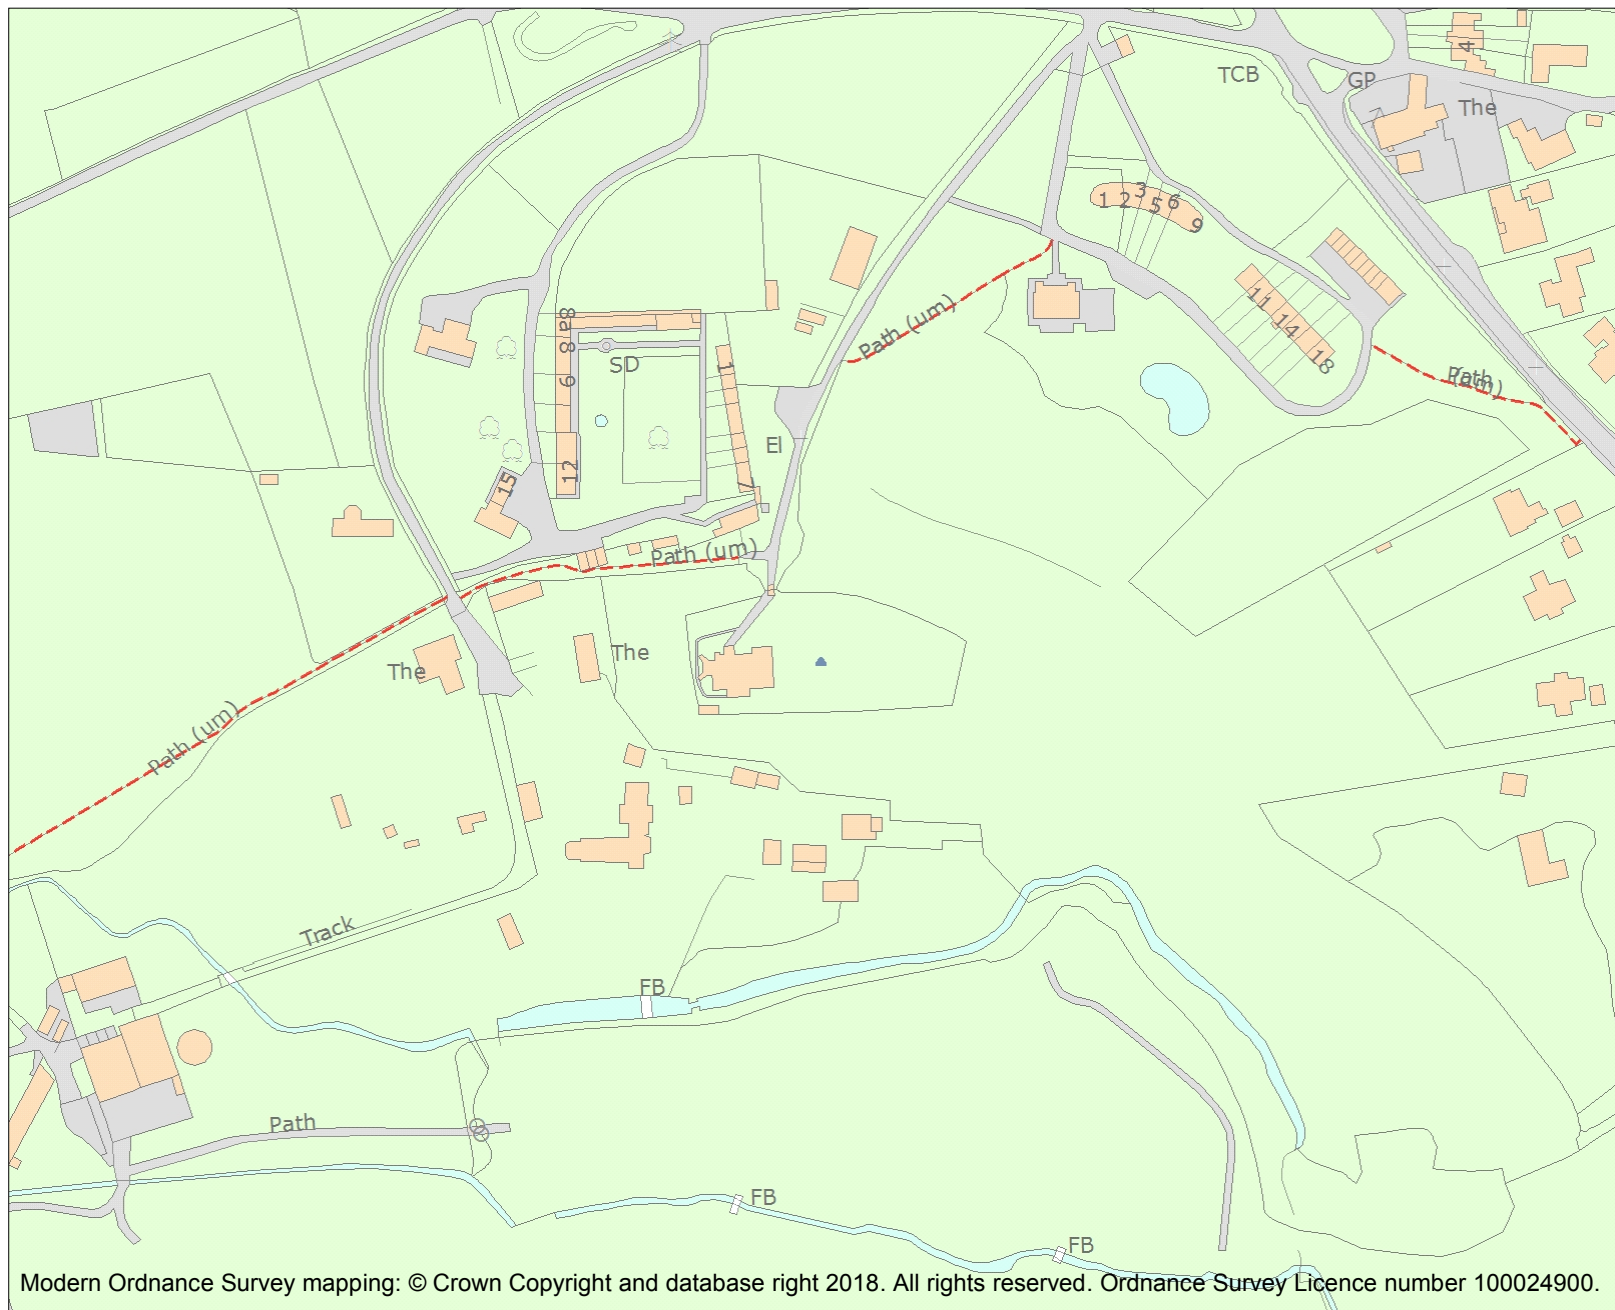 4
TCB
GP
The
1
2
3
5
6
9
Path (um)
11
14
18
8a
8
9
12
SD
1
7
Path
(um)
El
15
Path (um)
The
The
Path (um)
Track
FB
Path
FB
FB
Modern Ordnance Survey mapping: © Crown Copyright and database right 2018. All rights reserved. Ordnance Survey Licence number 100024900.